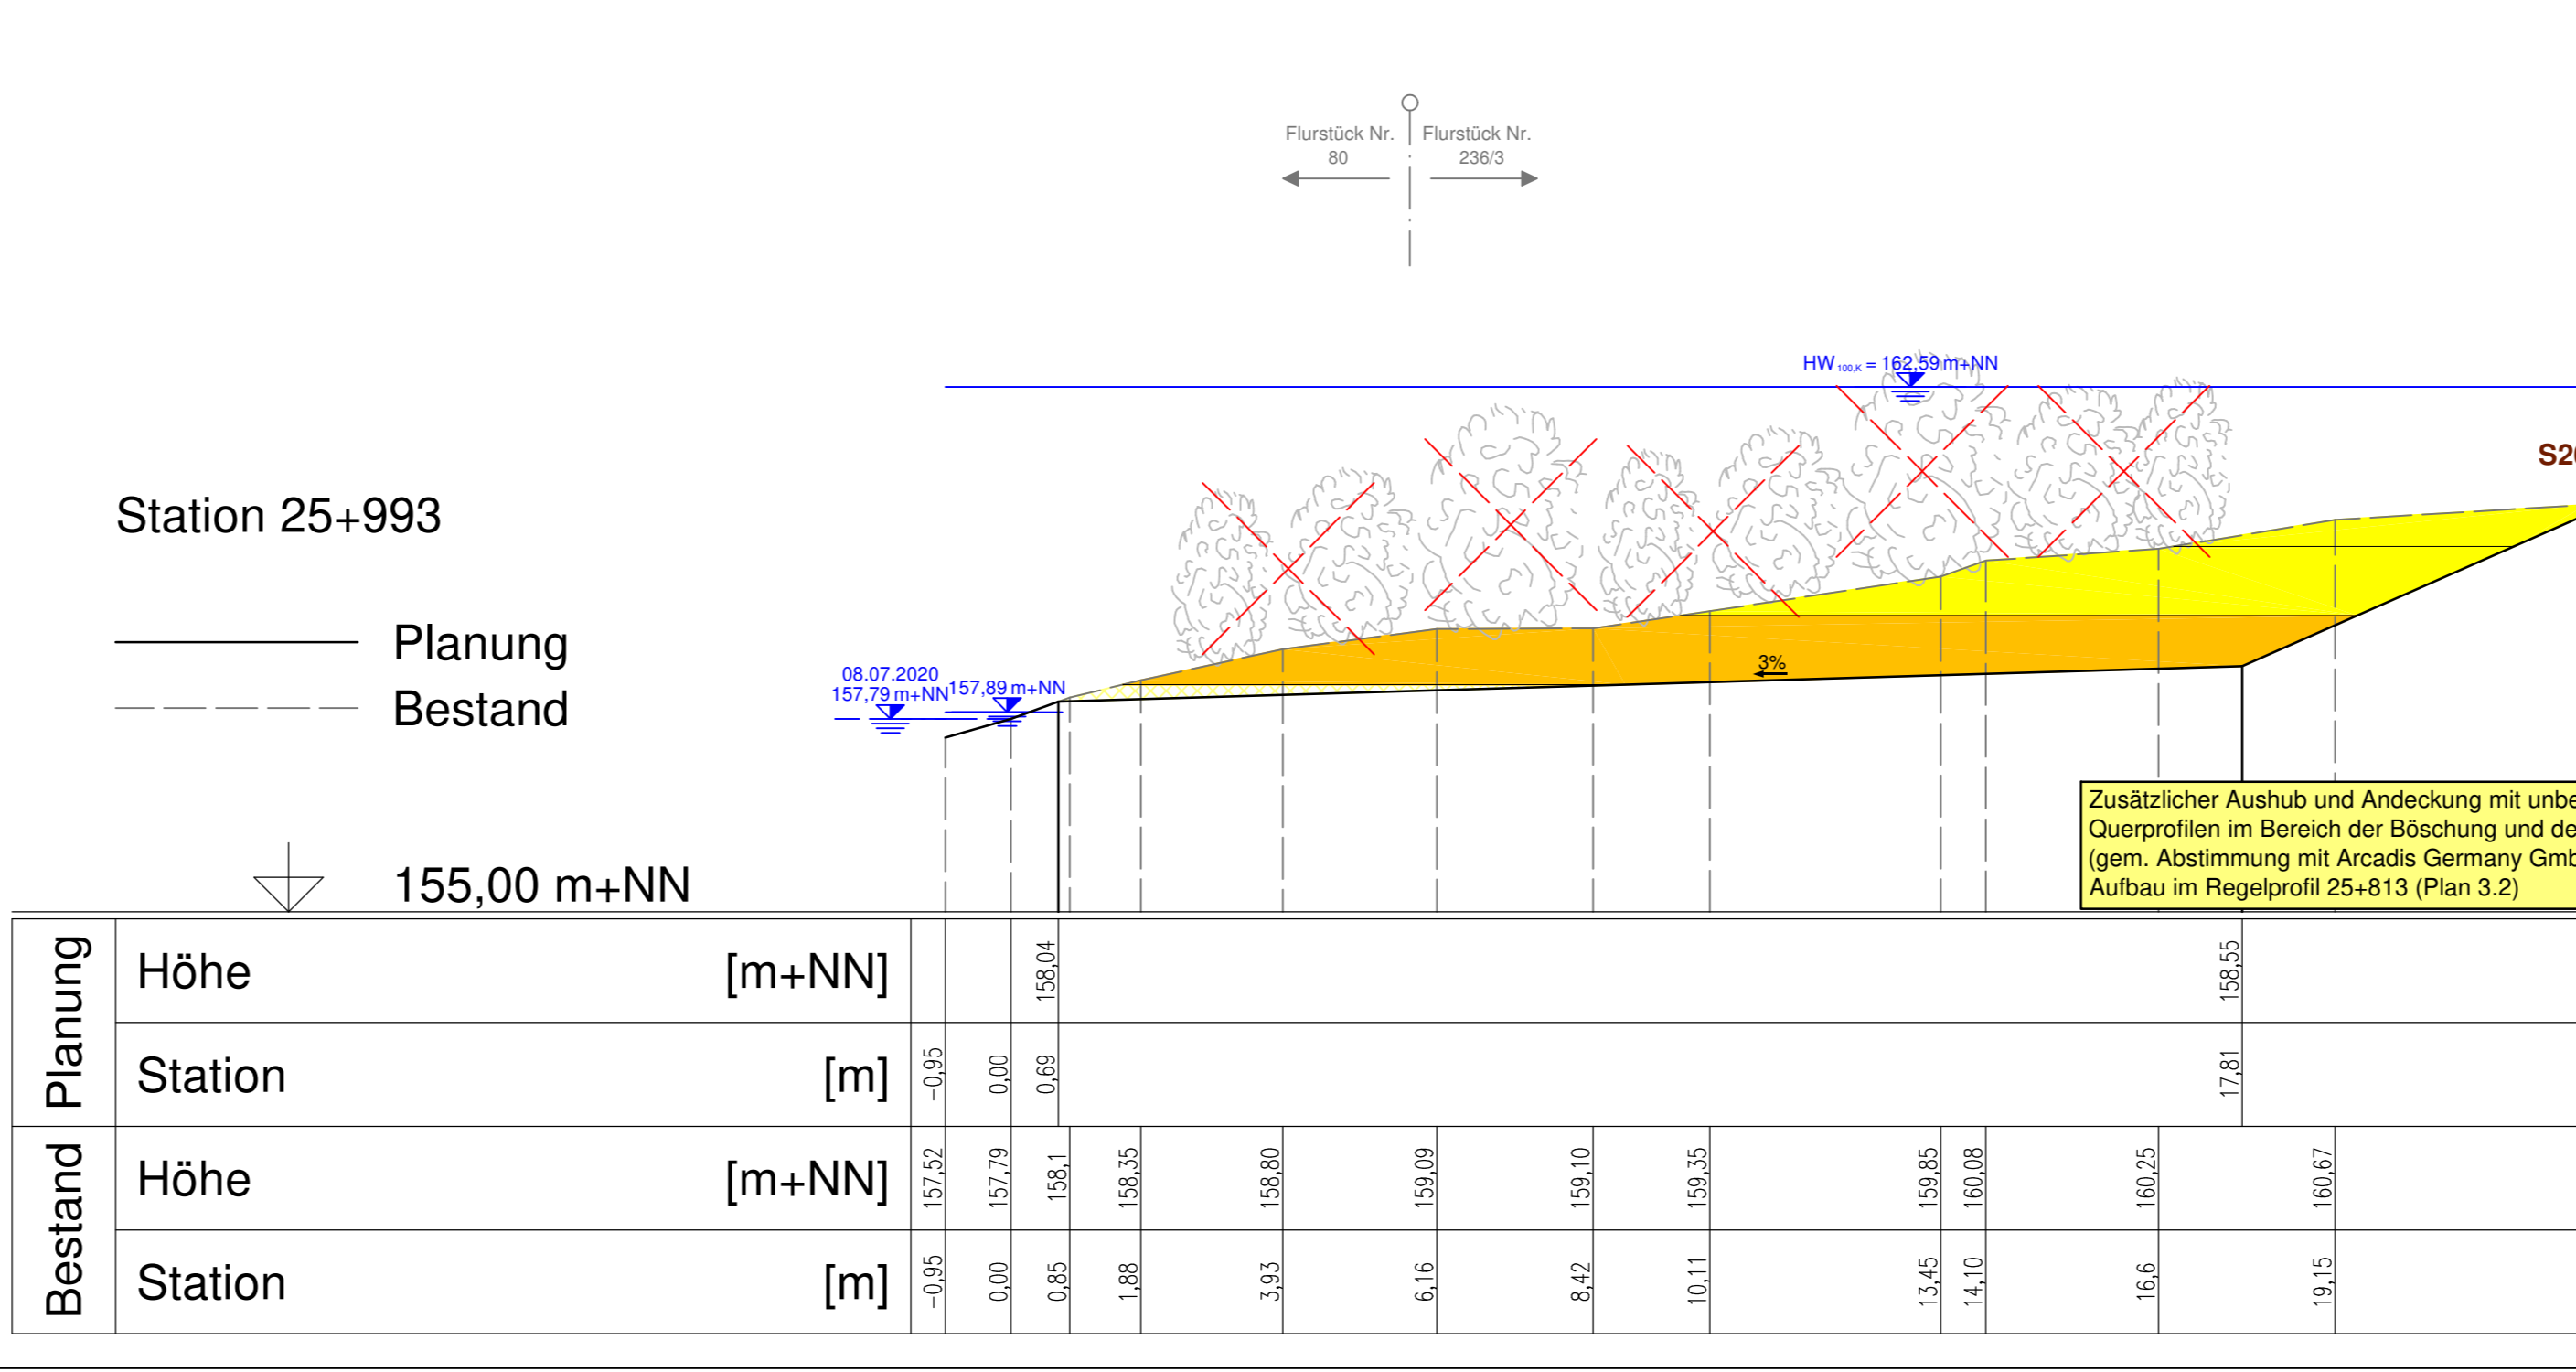 Flurstück Nr.
80
Flurstück Nr.
236/3
HW100,K = 162,59 m+NN
Station 25+993
Planung
Bestand
08.07.2020
157,79 m+NN
157,89 m+NN
3%
155,00 m+NN
Zusätzlicher Aushub und Andeckung mit
Querprofilen im Bereich der Böschung und
(gem. Abstimmung mit Arcadis Germany
Aufbau im Regelprofil 25+813 (Plan 3.2)
Planung
Höhe [m+NN] 158,04 158,55
Station [m] −0,95 0,00 0,69 17,81
Bestand
Höhe [m+NN] 157,52 157,79 158,1 158,35 158,80 159,09 159,10 159,35 159,85 160,08 160,25 160,67
Station [m] −0,95 0,00 0,85 1,88 3,93 6,16 8,42 10,11 13,45 14,10 16,6 19,15